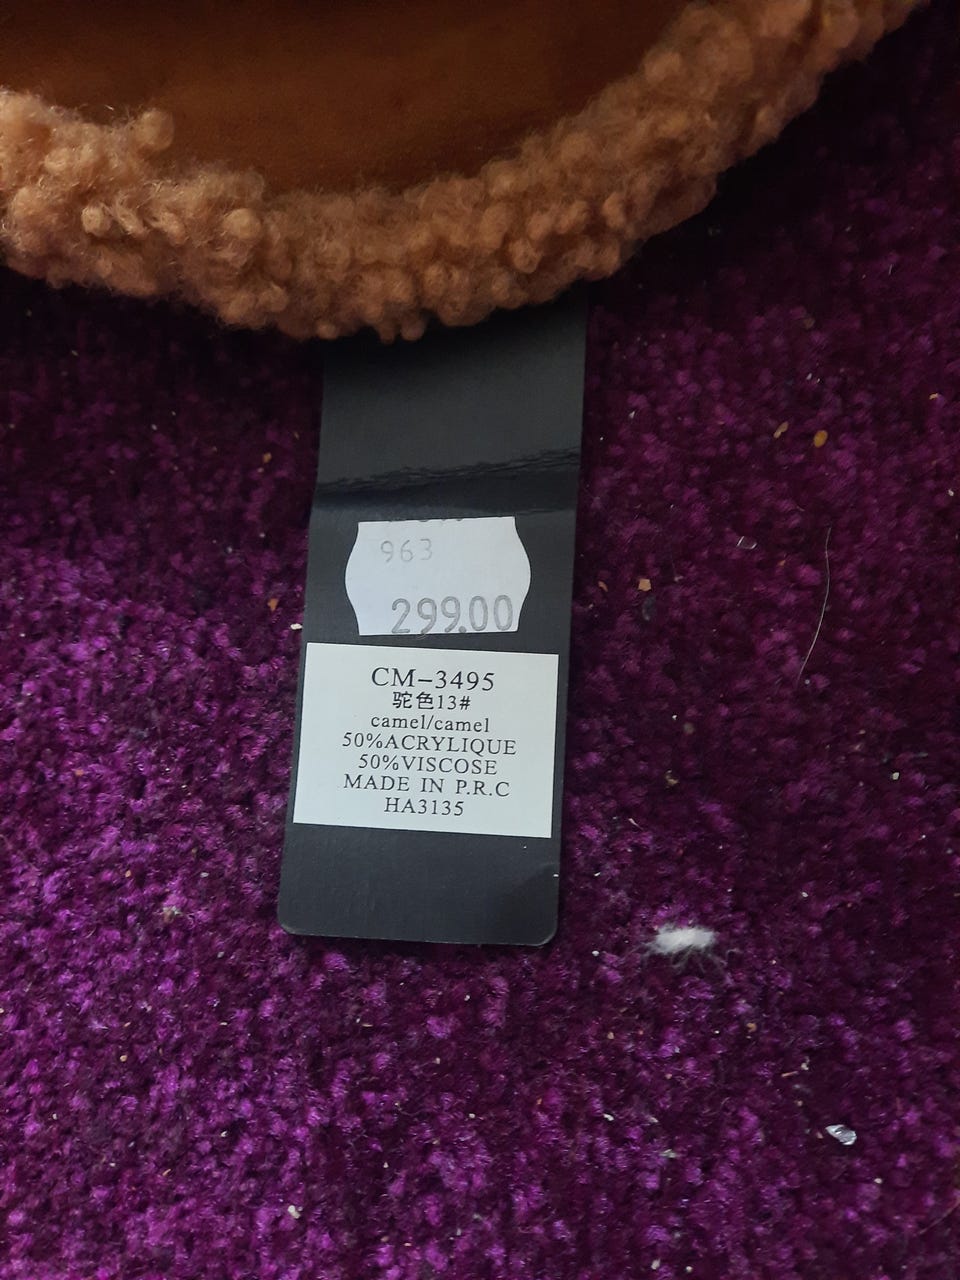 963
299.00
CM-3495
驼色13#
camel/camel
50%ACRYLIQUE
50%VISCOSE
MADE IN P.R.C
HA3135